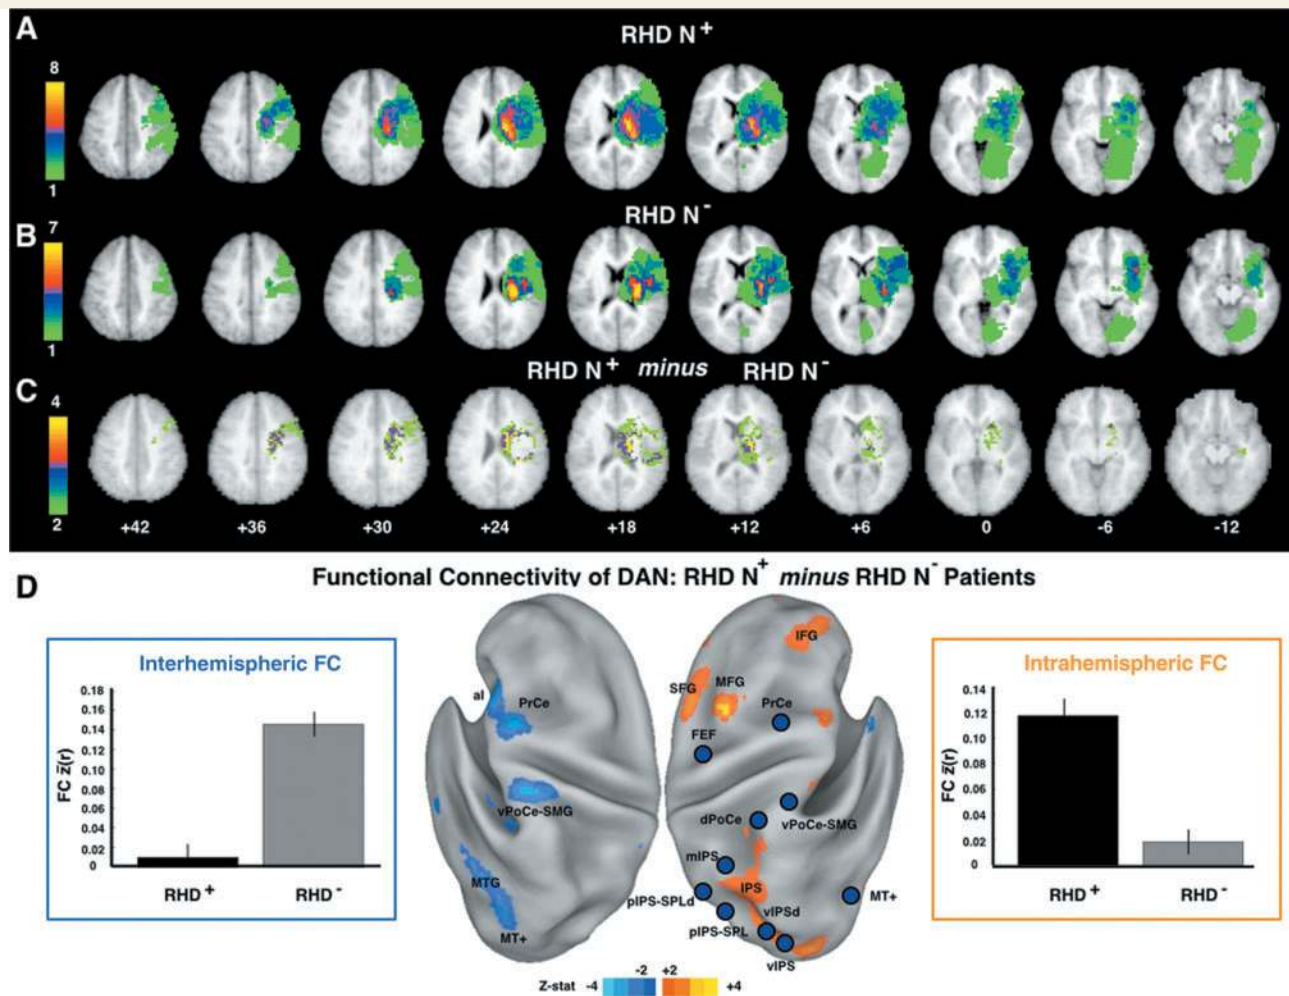 A
RHD N+
8
1
RHD N-
B
7
1
RHD N+ minus RHD N-
C
4
2
+42 +36 +30 +24 +18 +12 +6 0 -6 -12
D
Functional Connectivity of DAN: RHD N+ minus RHD N- Patients
Interhemispheric FC
0.18
0.16
0.14
0.12
0.10
0.08
0.06
0.04
0.02
0
FC z̄(r)
RHD+ RHD-
aI
PrCe
vPoCe-SMG
MTG
MT+
IFG
SFG
MFG
PrCe
FEF
dPoCe
vPoCe-SMG
mIPS
IPS
pIPS-SPLd
MT+
vIPSd
pIPS-SPL
vIPS
Intrahemispheric FC
0.14
0.12
0.10
0.08
0.06
0.04
0.02
0
FC z̄(r)
RHD+ RHD-
Z-stat -4 -2 +2 +4